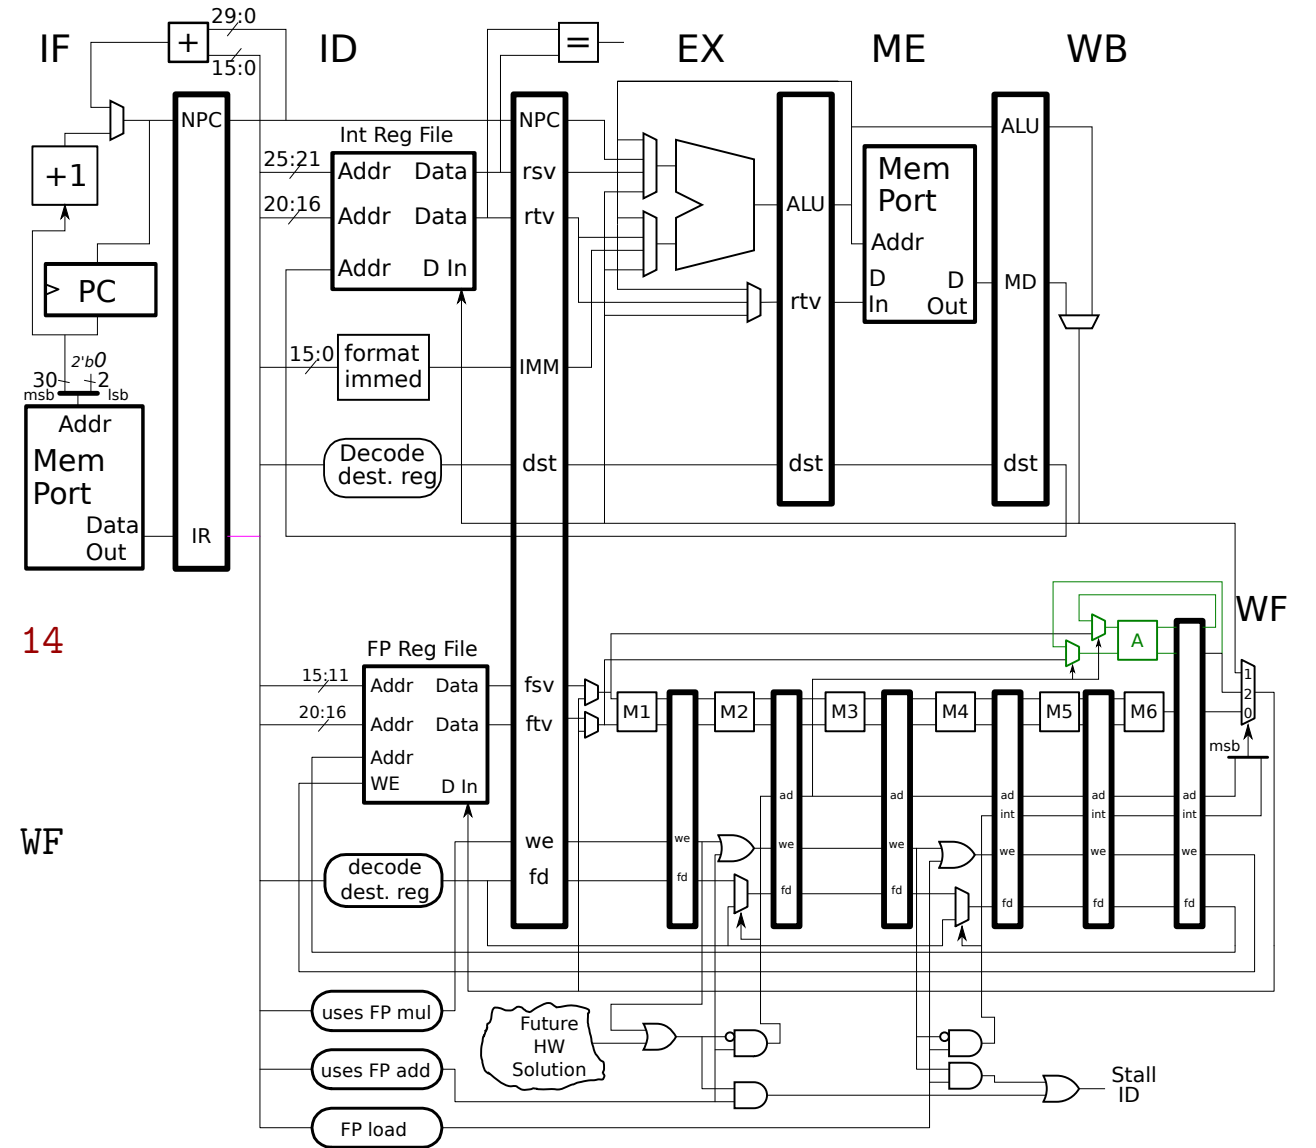 IF
ID
EX
ME
WB
29:0
+
15:0
=
NPC
+1
PC
2'b0
30
2
msb
lsb
Addr
Mem
Port
Data
Out
IR
25:21
20:16
Int Reg File
Addr Data
Addr Data
Addr D In
15:0
format
immed
Decode
dest. reg
NPC
rsv
rtv
IMM
dst
ALU
rtv
dst
Mem
Port
Addr
D
In
D
Out
ALU
MD
dst
14
WF
FP Reg File
15:11
20:16
Addr Data
Addr Data
Addr
WE
D In
decode
dest. reg
fsv
ftv
we
fd
M1
we
fd
M2
ad
we
fd
M3
we
fd
M4
ad
int
we
fd
M5
ad
int
we
fd
M6
A
ad
int
we
fd
WF
1
2
0
msb
uses FP mul
uses FP add
FP load
Future
HW
Solution
Stall
ID